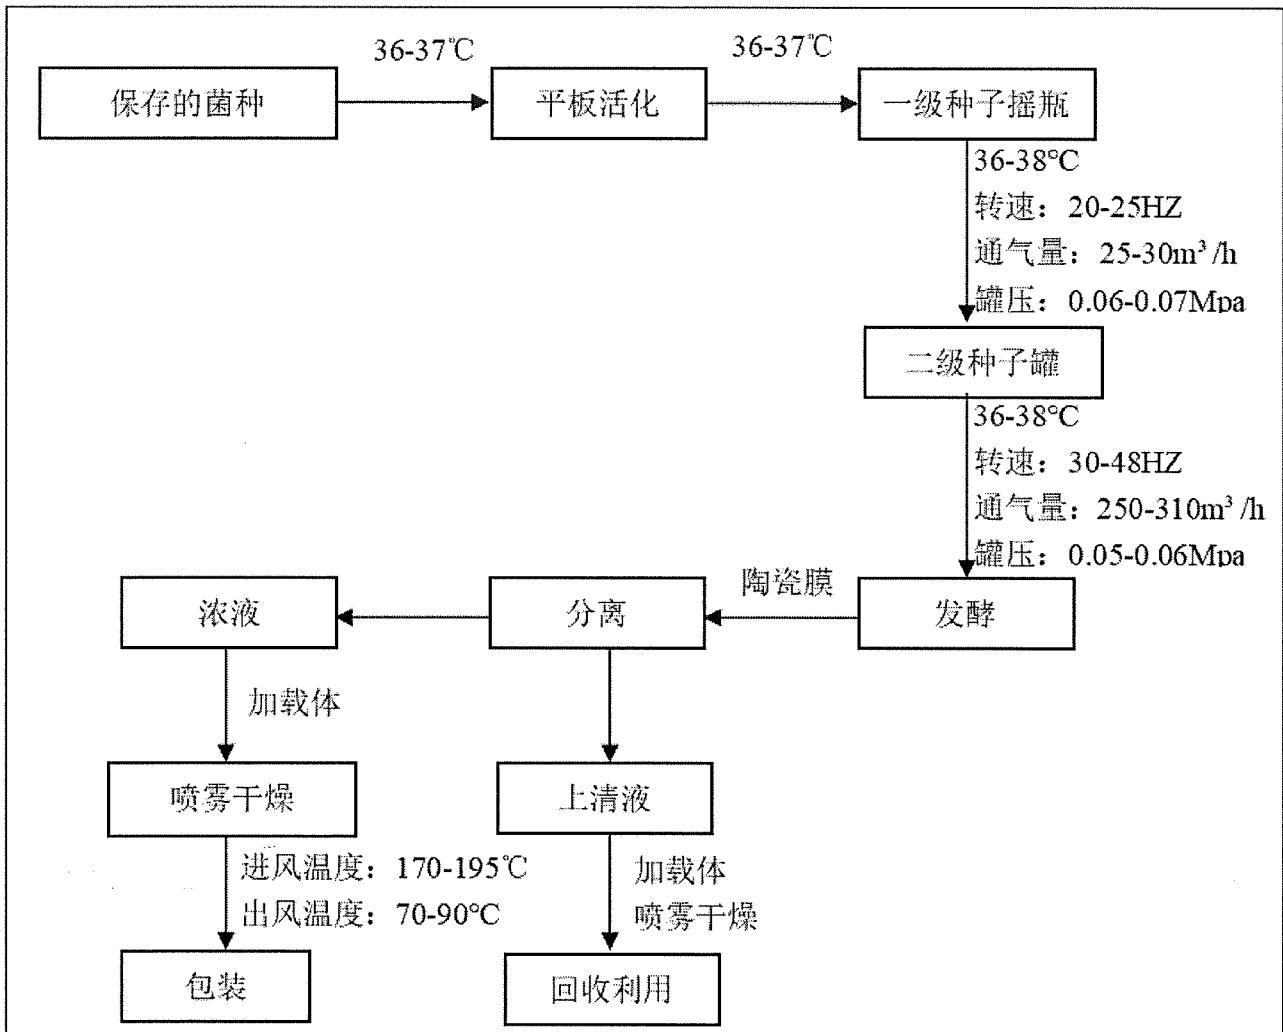 36-37℃
36-37℃
保存的菌种
平板活化
一级种子摇瓶
36-38℃
转速：20-25HZ
通气量：25-30m³/h
罐压：0.06-0.07Mpa
二级种子罐
36-38℃
转速：30-48HZ
通气量：250-310m³/h
罐压：0.05-0.06Mpa
陶瓷膜
浓液
分离
发酵
加载体
喷雾干燥
上清液
进风温度：170-195℃
出风温度：70-90℃
加载体
喷雾干燥
包装
回收利用